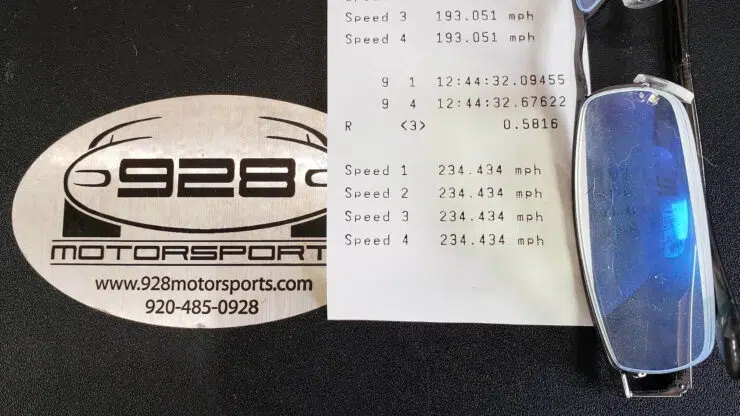 Speed 3 193.051 mph
Speed 4 193.051 mph
9 1 12:44:32.09455
9 4 12:44:32.67622
R <3> 0.5816
Speed 1 234.434 mph
Speed 2 234.434 mph
Speed 3 234.434 mph
Speed 4 234.434 mph
928
MOTORSPORT
www.928motorsports.com
920-485-0928